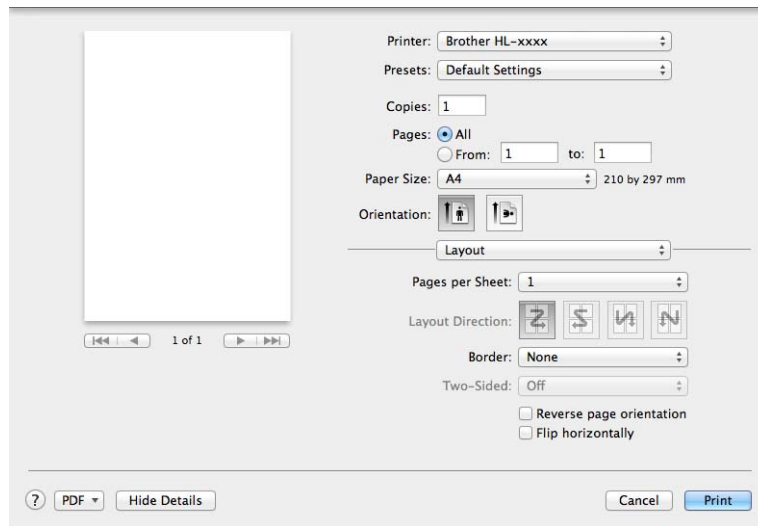 Printer: Brother HL-xxxx
Presets: Default Settings
Copies: 1
Pages: All
From: 1 to: 1
Paper Size: A4 210 by 297 mm
Orientation:
Layout
Pages per Sheet: 1
Layout Direction:
1 of 1
Border: None
Two-Sided: Off
Reverse page orientation
Flip horizontally
? PDF Hide Details Cancel Print